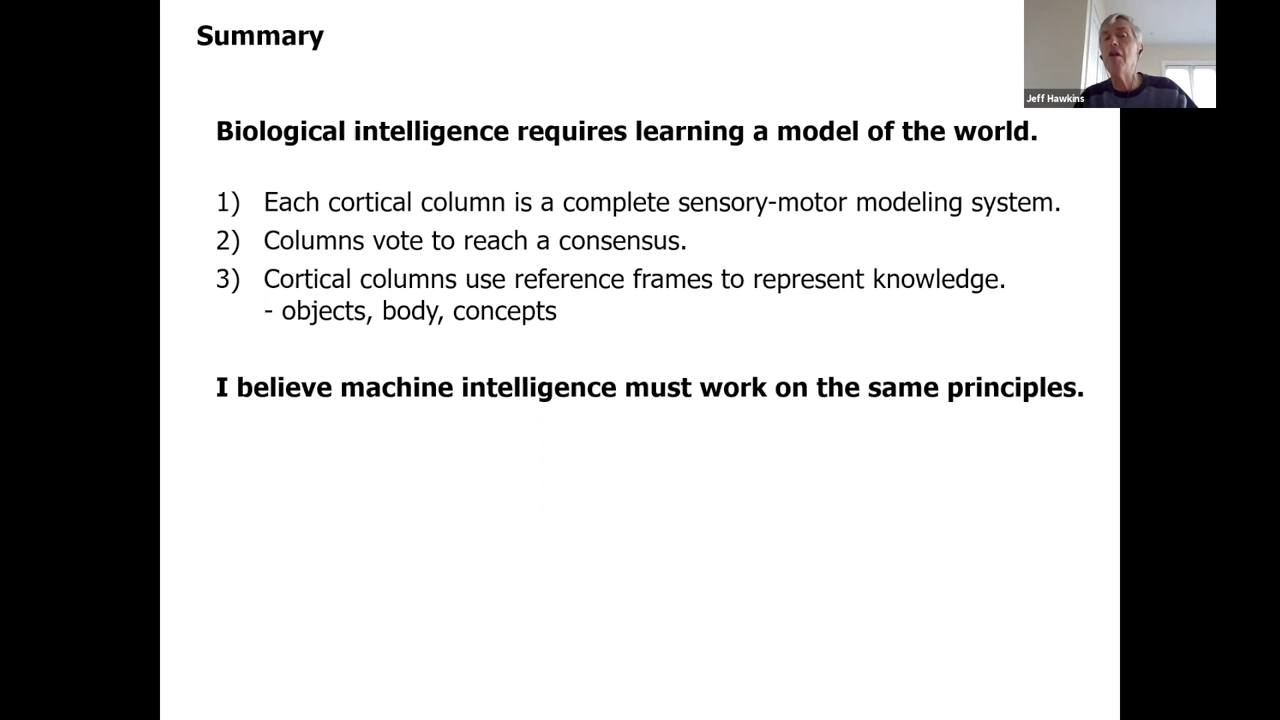 Summary
Jeff Hawkins
Biological intelligence requires learning a model of the world.
1) Each cortical column is a complete sensory-motor modeling system.
2) Columns vote to reach a consensus.
3) Cortical columns use reference frames to represent knowledge.
- objects, body, concepts
I believe machine intelligence must work on the same principles.